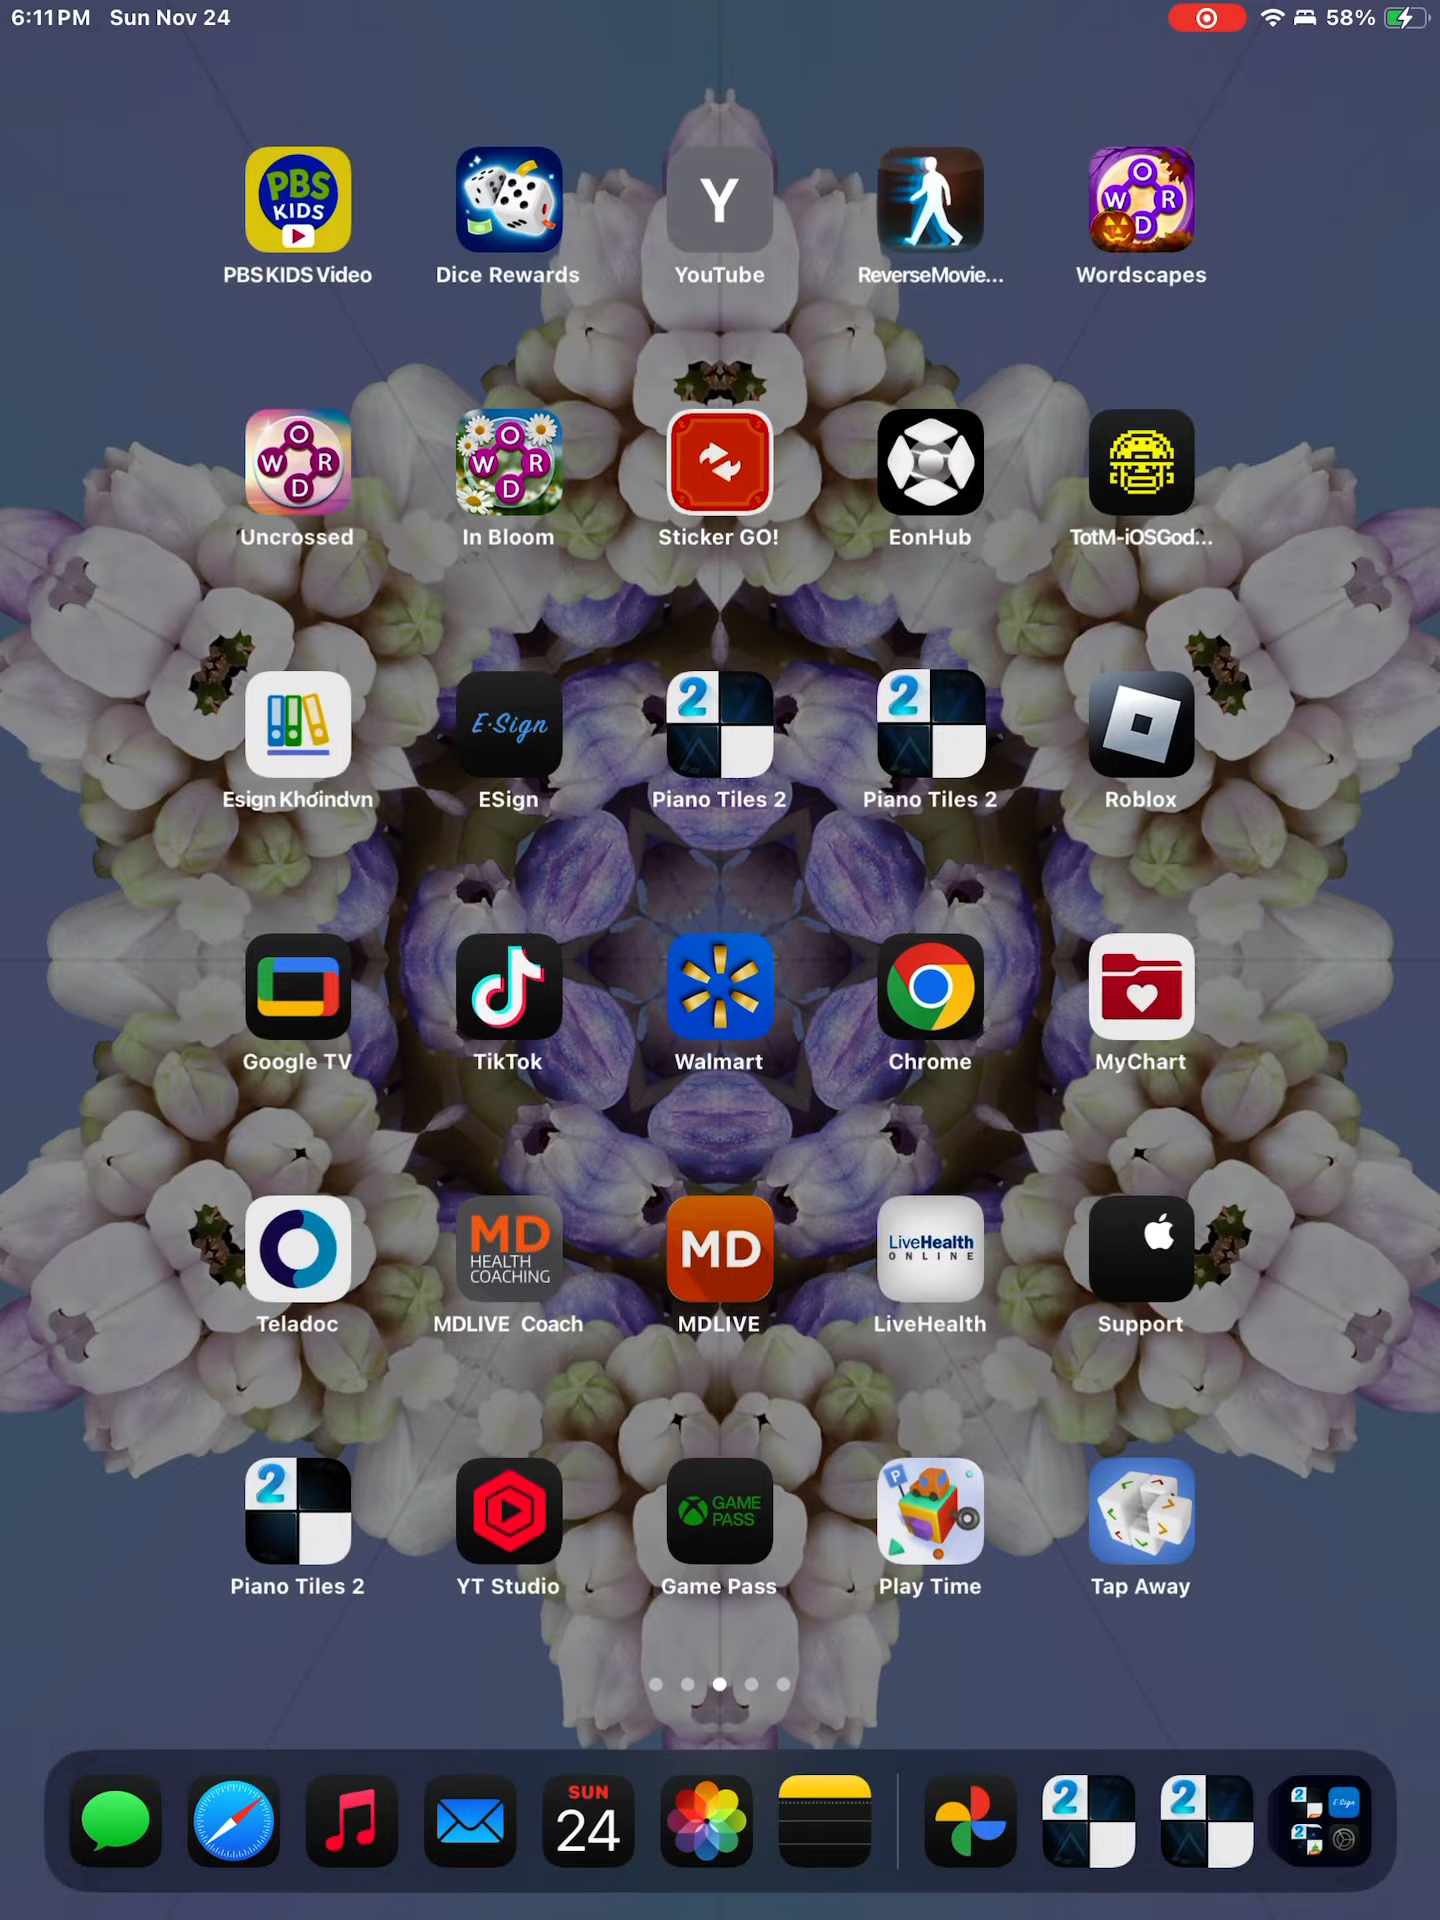 6:11 PM Sun Nov 24
58%
PBS KIDS
PBS KIDS Video
Dice Rewards
Y
YouTube
ReverseMovie...
W O R D
Wordscapes
W O R D
Uncrossed
W O R D
In Bloom
Sticker GO!
EonHub
TotM-iOSGod...
Esign Khỏindvn
E·Sign
ESign
2
Piano Tiles 2
2
Piano Tiles 2
Roblox
Google TV
TikTok
Walmart
Chrome
MyChart
Teladoc
MD
HEALTH
COACHING
MDLIVE Coach
MD
MDLIVE
LiveHealth
ONLINE
LiveHealth
Support
2
Piano Tiles 2
YT Studio
GAME
PASS
Game Pass
P
Play Time
Tap Away
SUN
24
2
2
2
E·Sign
2